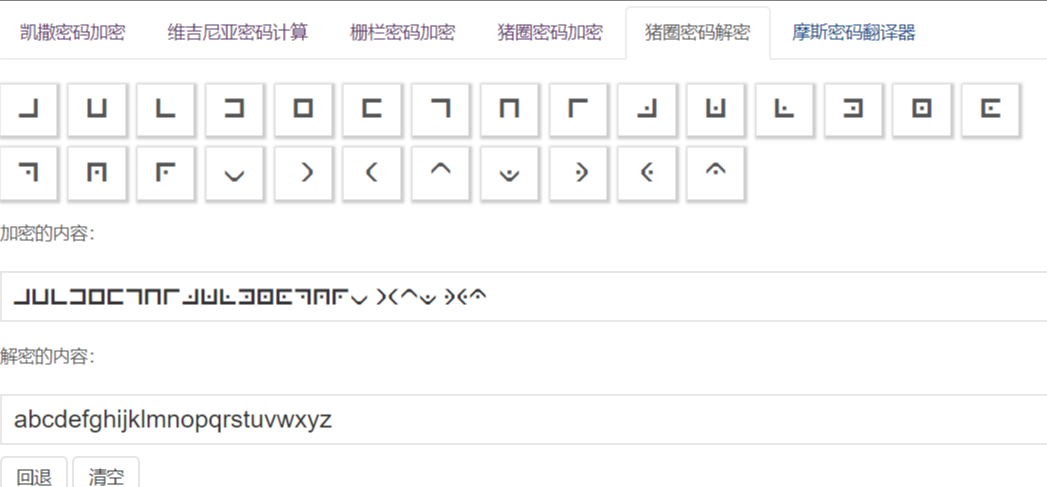 凯撒密码加密 维吉尼亚密码计算 栅栏密码加密 猪圈密码加密 猪圈密码解密 摩斯密码翻译器
加密的内容：
解密的内容：
abcdefghijklmnopqrstuvwxyz
回退 清空